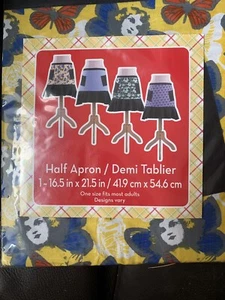 Half Apron / Demi Tablier
1 - 16.5 in x 21.5 in / 41.9 cm x 54.6 cm
One size fits most adults
Designs vary